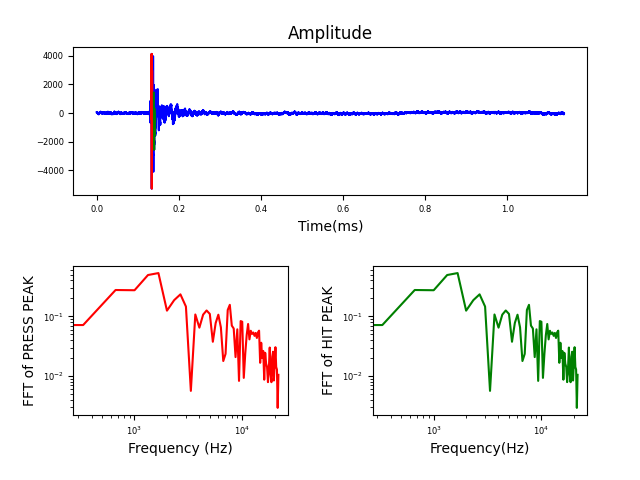 Amplitude
4000
2000
0
−2000
−4000
0.0 0.2 0.4 0.6 0.8 1.0
Time(ms)
FFT of PRESS PEAK
10⁻¹
10⁻²
10³ 10⁴
Frequency (Hz)
FFT of HIT PEAK
10⁻¹
10⁻²
10³ 10⁴
Frequency(Hz)